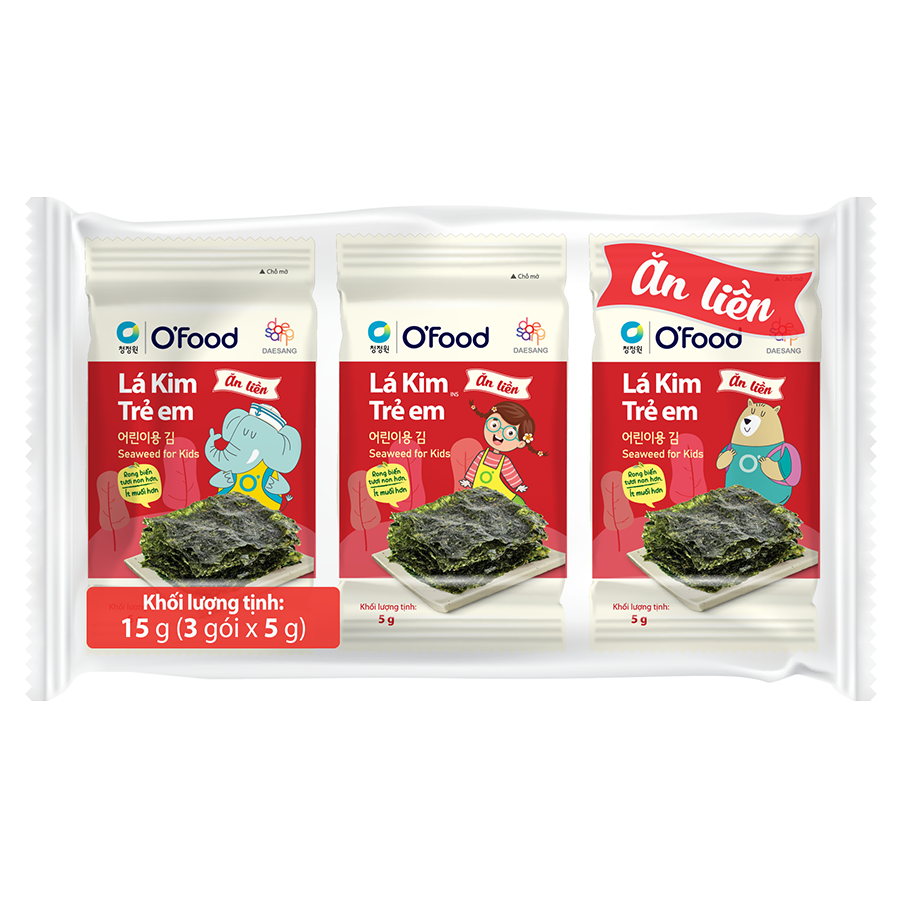 ▲ Chỗ mở
청정원
O'Food
DAESANG
Lá Kim
Trẻ em
Ăn liền
어린이용 김
Seaweed for Kids
Rong biển
tươi non hơn,
Ít muối hơn
Khối lượng tịnh:
15 g (3 gói x 5 g)
▲ Chỗ mở
청정원
O'Food
DAESANG
Lá Kim
INS
Trẻ em
Ăn liền
어린이용 김
Seaweed for Kids
Rong biển
tươi non hơn,
Ít muối hơn
Khối lượng tịnh:
5 g
Ăn liền
청정원
O'Food
DAESANG
Lá Kim
Trẻ em
Ăn liền
어린이용 김
Seaweed for Kids
Rong biển
tươi non hơn,
Ít muối hơn
Khối lượng tịnh:
5 g